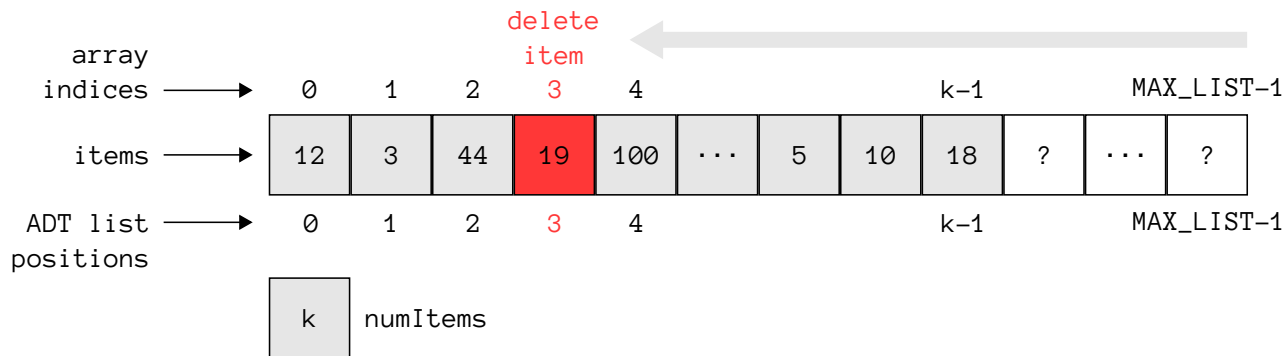 delete
item
array
indices
0 1 2 3 4 k-1 MAX_LIST-1
items
12 3 44 19 100 ... 5 10 18 ? ... ?
ADT list
positions
0 1 2 3 4 k-1 MAX_LIST-1
k numItems